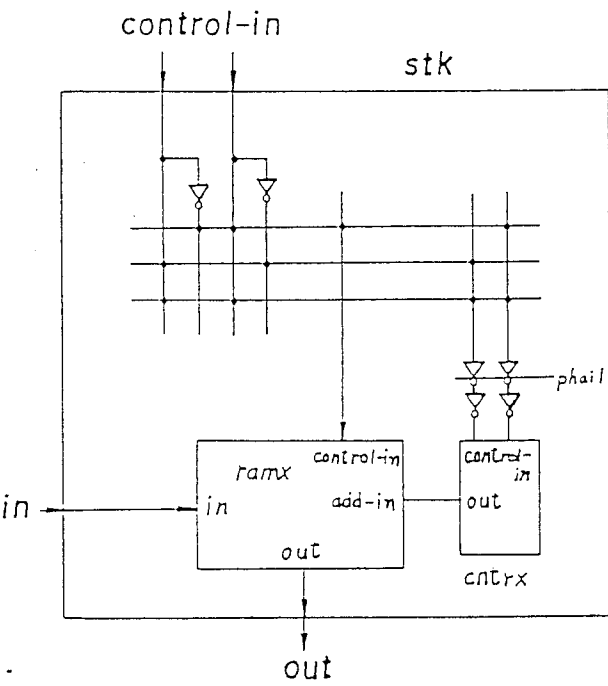 control-in
stk
phail
control-in
ramx
control-
in
in
in
add-in
out
out
cntrx
out